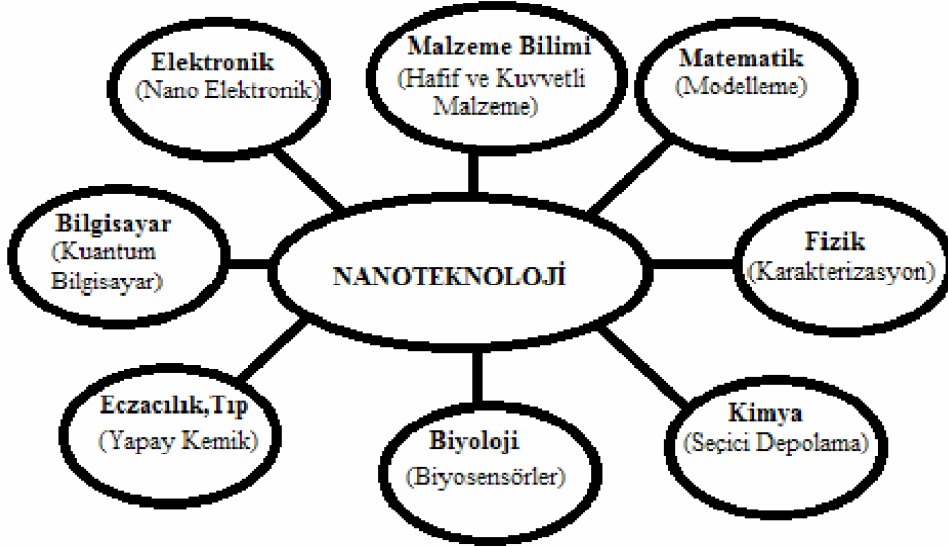 Elektronik
(Nano Elektronik)
Malzeme Bilimi
(Hafif ve Kuvvetli
Malzeme)
Matematik
(Modelleme)
Bilgisayar
(Kuantum
Bilgisayar)
NANOTEKNOLOJİ
Fizik
(Karakterizasyon)
Eczacılık,Tıp
(Yapay Kemik)
Biyoloji
(Biyosensörler)
Kimya
(Seçici Depolama)